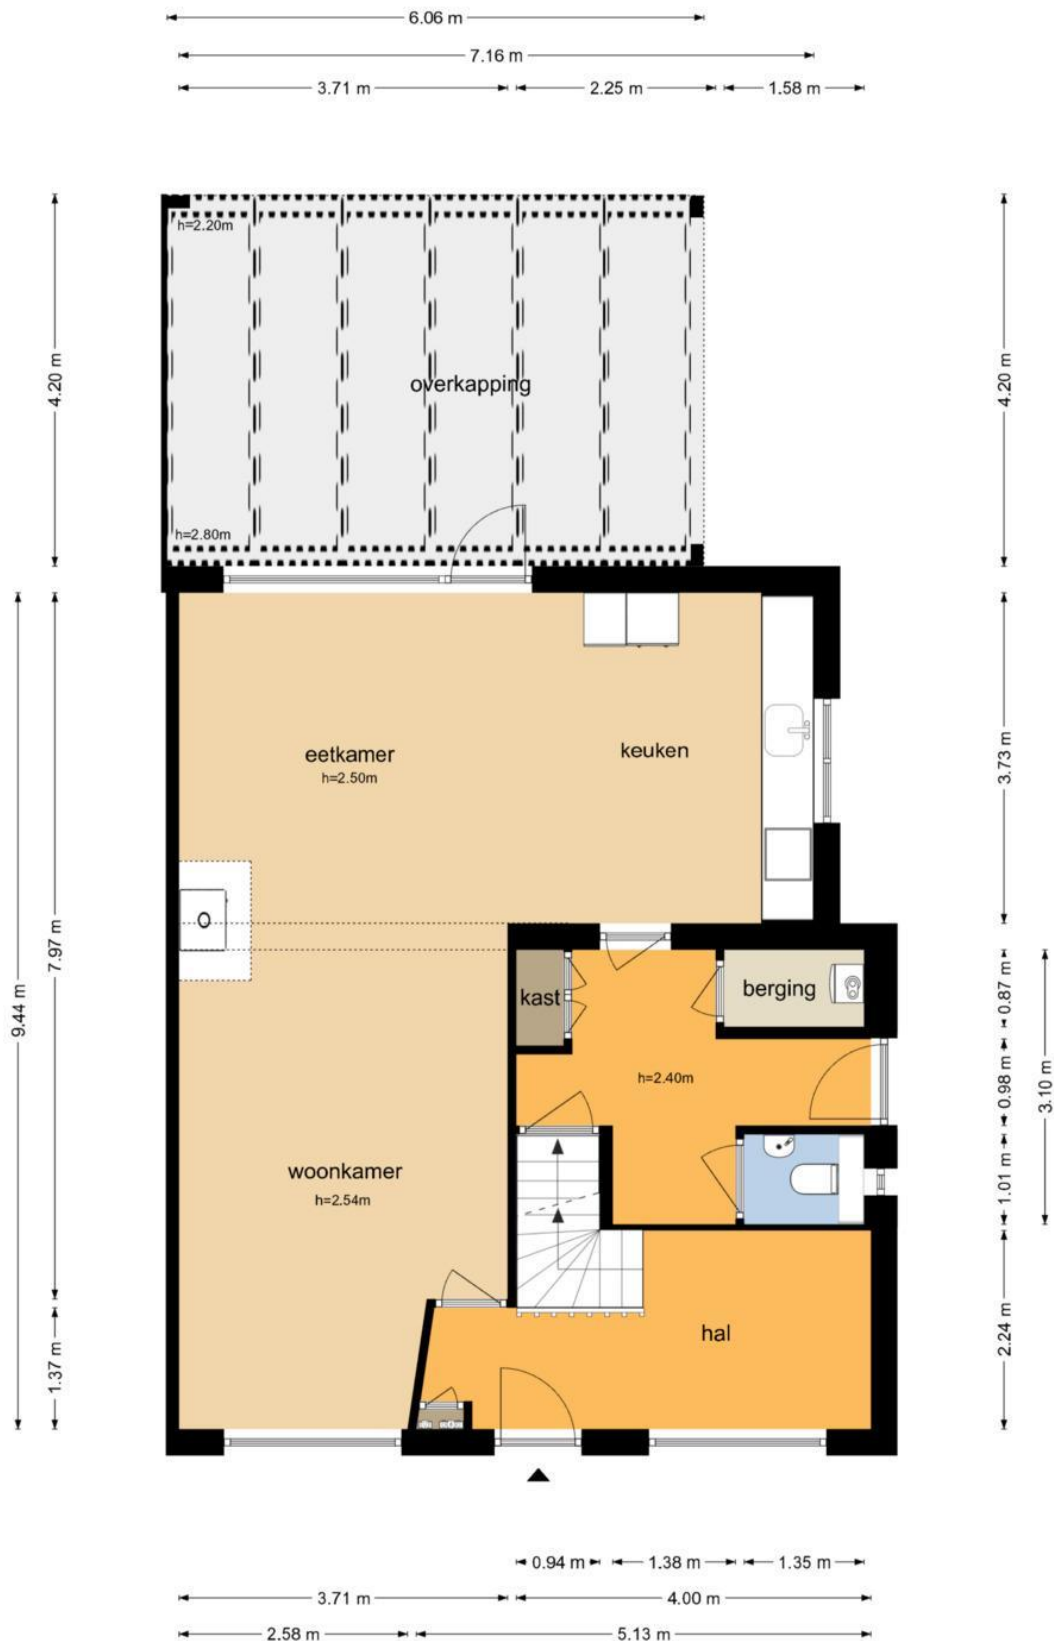 6.06 m
7.16 m
3.71 m
2.25 m
1.58 m
h=2.20m
4.20 m
4.20 m
overkapping
h=2.80m
eetkamer
h=2.50m
keuken
3.73 m
7.97 m
9.44 m
kast
berging
0.87 m
h=2.40m
0.98 m
3.10 m
woonkamer
h=2.54m
1.01 m
hal
2.24 m
1.37 m
0.94 m
1.38 m
1.35 m
3.71 m
4.00 m
2.58 m
5.13 m